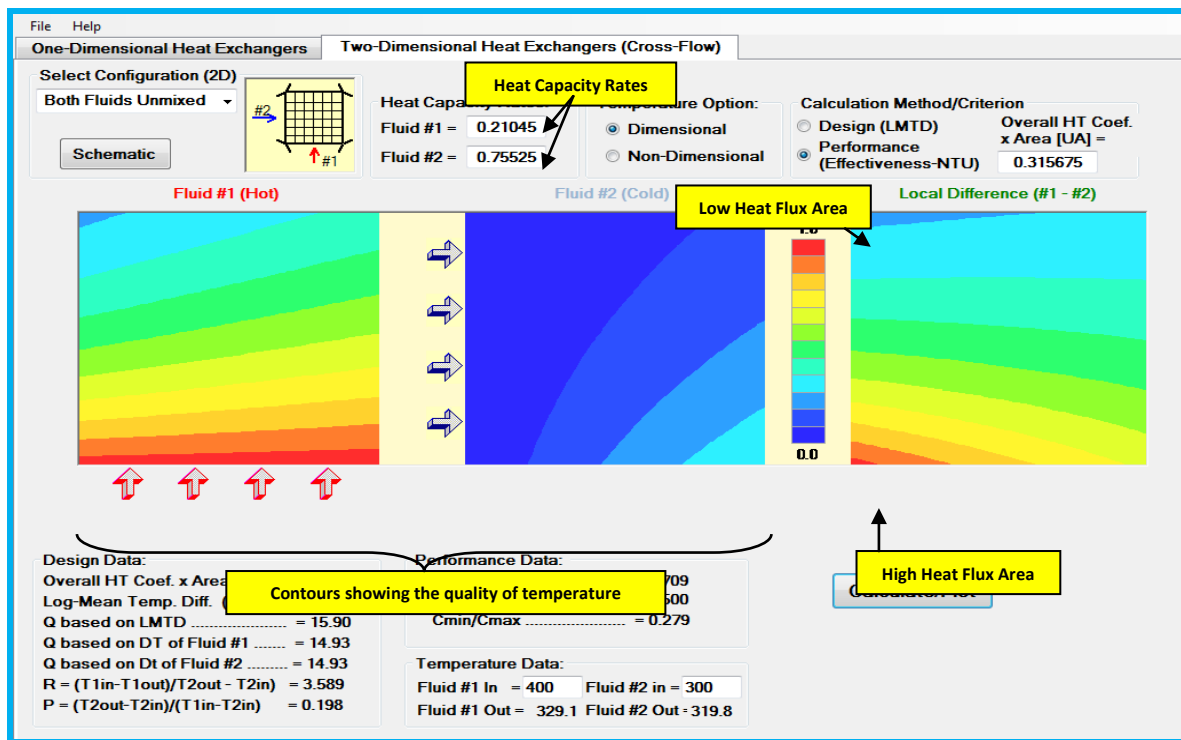 File Help
One-Dimensional Heat Exchangers
Two-Dimensional Heat Exchangers (Cross-Flow)
Select Configuration (2D)
Both Fluids Unmixed
Schematic
#2
#1
Heat Capacity Rates
Heat Capa
Fluid #1 = 0.21045
Fluid #2 = 0.75525
Option:
Dimensional
Non-Dimensional
Calculation Method/Criterion
Design (LMTD)
Performance
(Effectiveness-NTU)
Overall HT Coef.
x Area [UA] =
0.315675
Fluid #1 (Hot)
Fluid #2 (Cold)
Local Difference (#1 - #2)
Low Heat Flux Area
1.0
0.0
High Heat Flux Area
Contours showing the quality of temperature
Design Data:
Overall HT Coef. x Area
Log-Mean Temp. Diff.
Q based on LMTD ..................... = 15.90
Q based on DT of Fluid #1 ....... = 14.93
Q based on Dt of Fluid #2 ......... = 14.93
R = (T1in-T1out)/T2out - T2in) = 3.589
P = (T2out-T2in)/(T1in-T2in) = 0.198
Performance Data:
709
500
Cmin/Cmax ......................... = 0.279
Temperature Data:
Fluid #1 In = 400 Fluid #2 in = 300
Fluid #1 Out = 329.1 Fluid #2 Out = 319.8